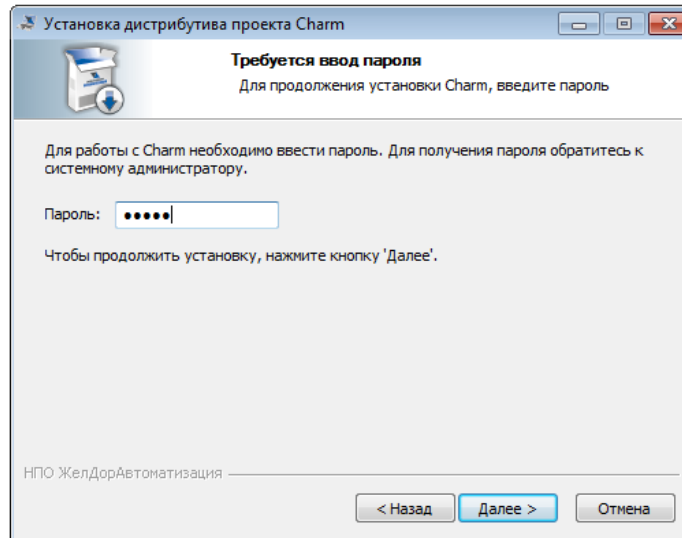 Установка дистрибутива проекта Charm
Требуется ввод пароля
Для продолжения установки Charm, введите пароль
Для работы с Charm необходимо ввести пароль. Для получения пароля обратитесь к
системному администратору.
Пароль: •••••
Чтобы продолжить установку, нажмите кнопку 'Далее'.
НПО ЖелДорАвтоматизация
< Назад Далее > Отмена